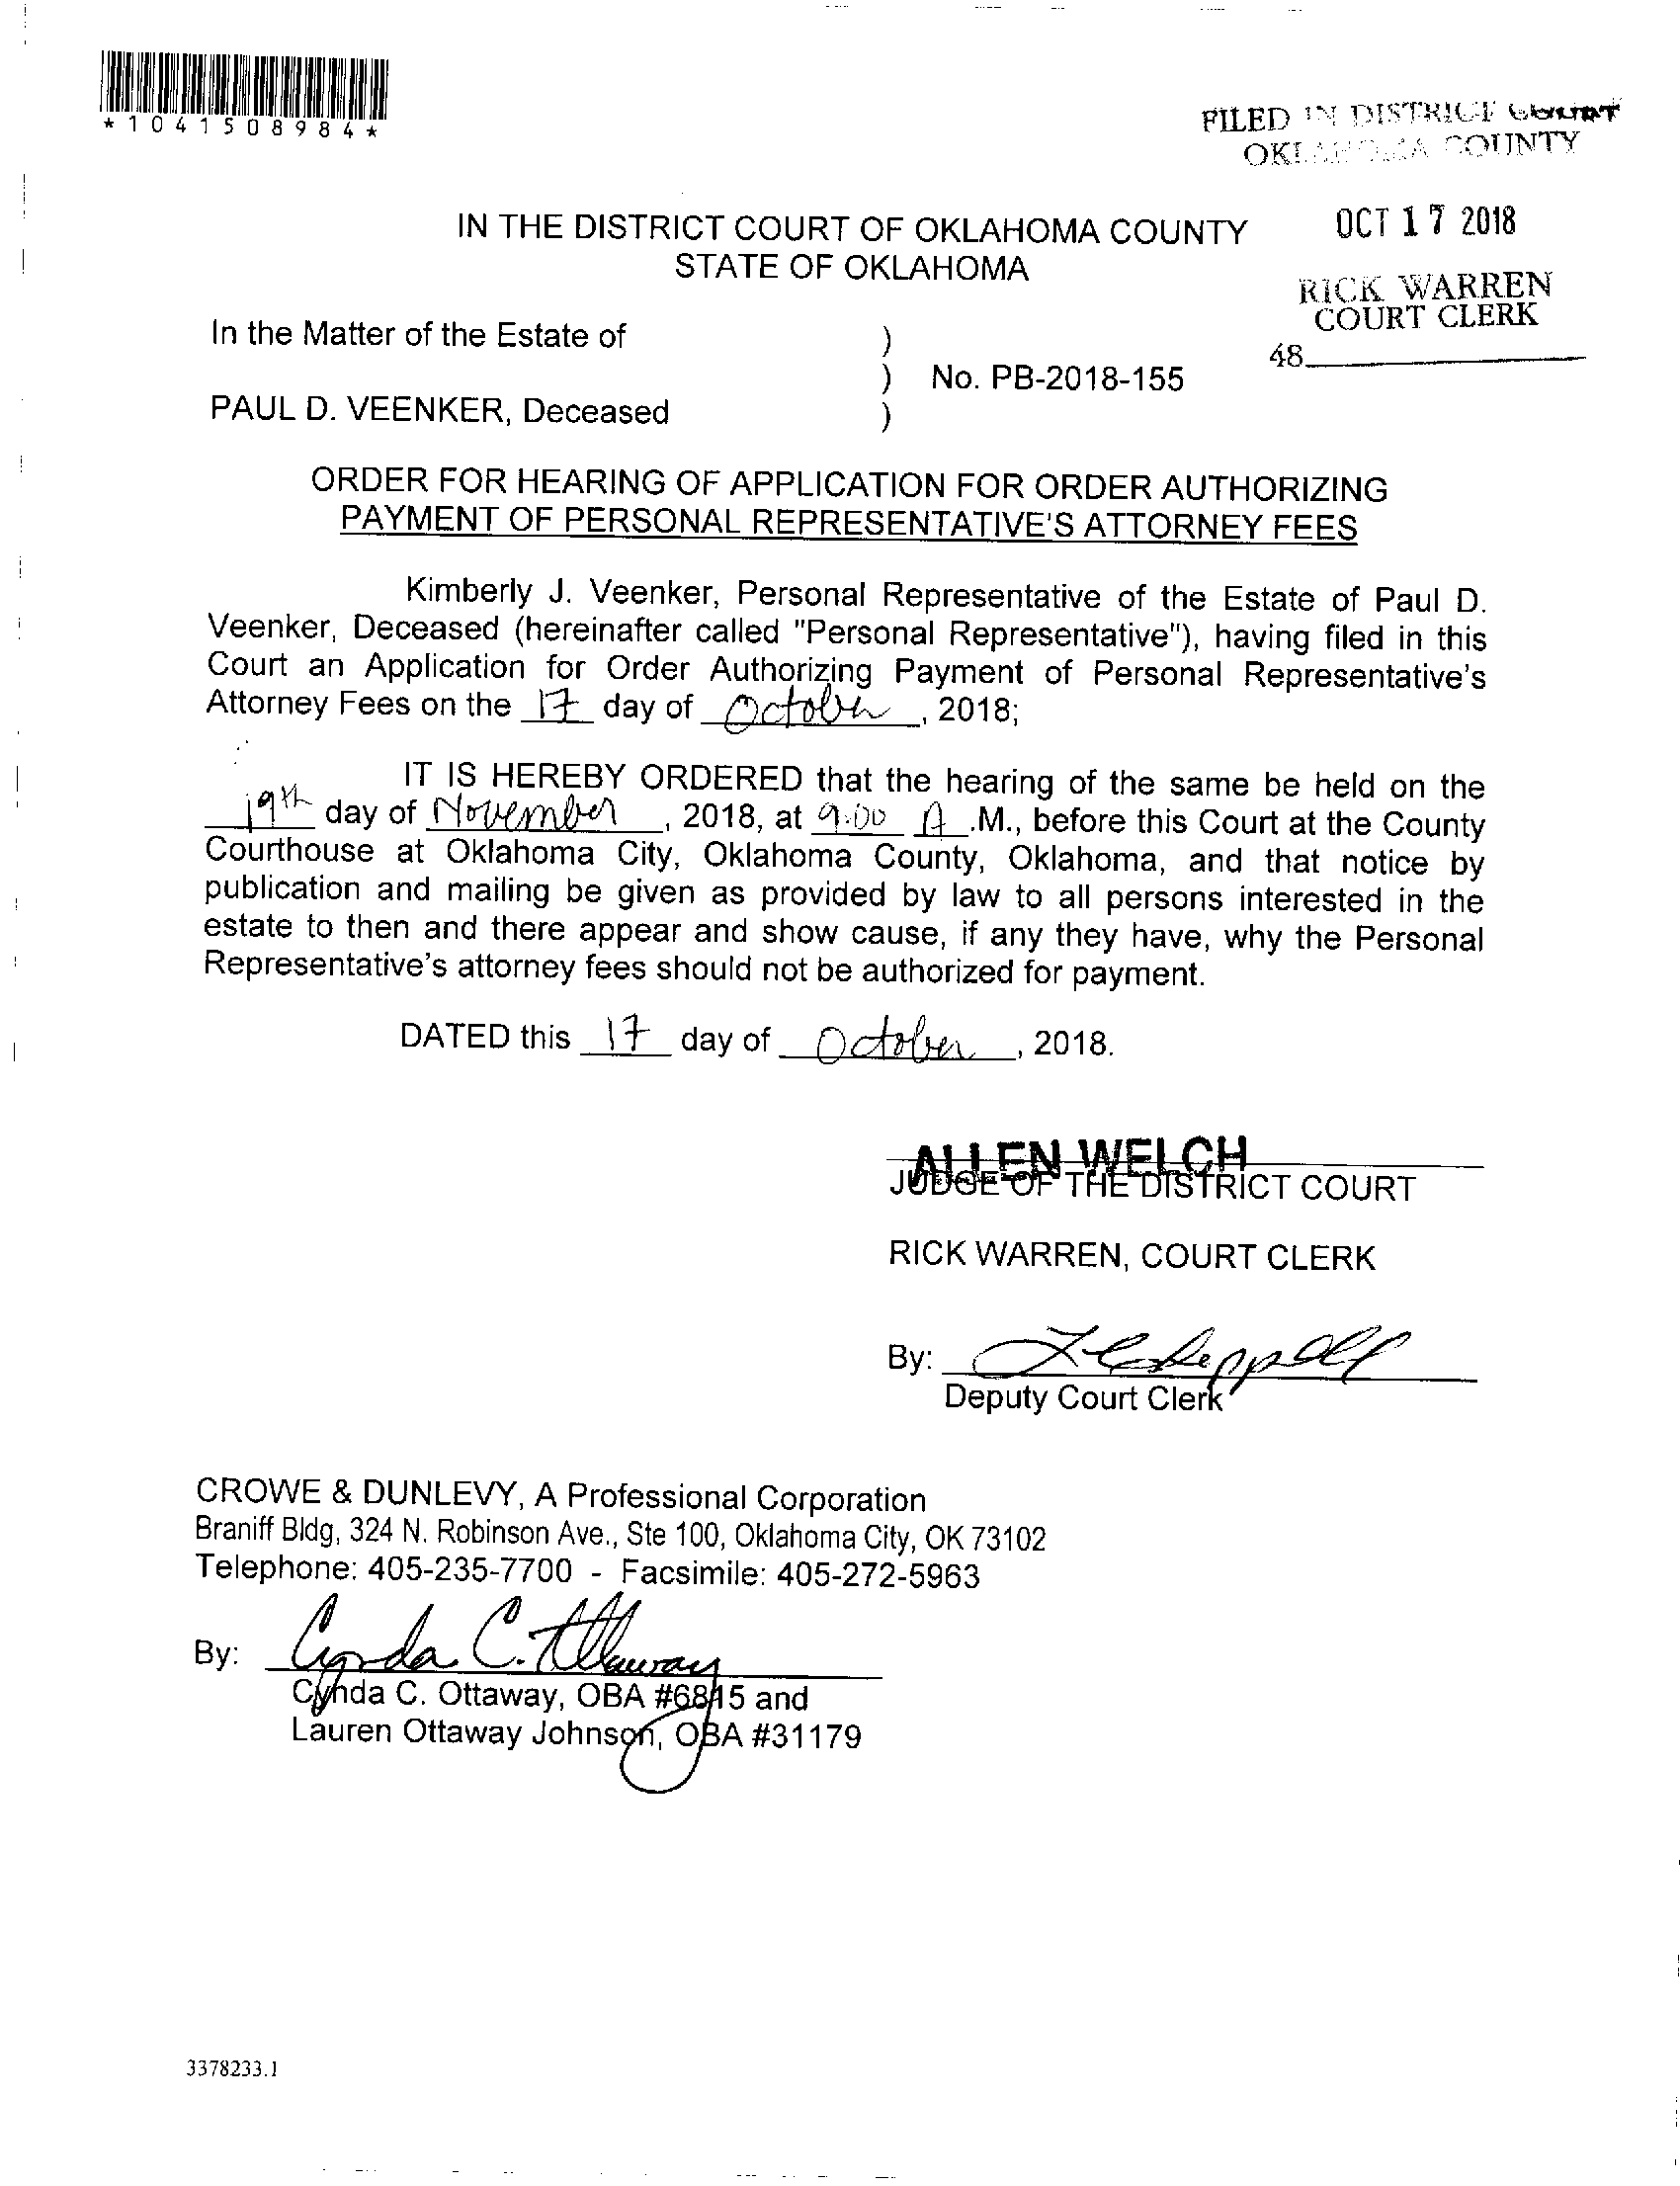 *1041508984*
FILED IN DISTRICT COURT
OKLAHOMA COUNTY
OCT 17 2018
RICK WARREN
COURT CLERK
48
IN THE DISTRICT COURT OF OKLAHOMA COUNTY
STATE OF OKLAHOMA
In the Matter of the Estate of )
) No. PB-2018-155
PAUL D. VEENKER, Deceased )
ORDER FOR HEARING OF APPLICATION FOR ORDER AUTHORIZING
PAYMENT OF PERSONAL REPRESENTATIVE'S ATTORNEY FEES
Kimberly J. Veenker, Personal Representative of the Estate of Paul D.
Veenker, Deceased (hereinafter called "Personal Representative"), having filed in this
Court an Application for Order Authorizing Payment of Personal Representative's
Attorney Fees on the 17 day of October, 2018;
IT IS HEREBY ORDERED that the hearing of the same be held on the
19th day of November, 2018, at 9:00 A.M., before this Court at the County
Courthouse at Oklahoma City, Oklahoma County, Oklahoma, and that notice by
publication and mailing be given as provided by law to all persons interested in the
estate to then and there appear and show cause, if any they have, why the Personal
Representative's attorney fees should not be authorized for payment.
DATED this 17 day of October, 2018.
ALLEN WELCH
JUDGE OF THE DISTRICT COURT
RICK WARREN, COURT CLERK
By:
Deputy Court Clerk
CROWE & DUNLEVY, A Professional Corporation
Braniff Bldg, 324 N. Robinson Ave., Ste 100, Oklahoma City, OK 73102
Telephone: 405-235-7700 - Facsimile: 405-272-5963
By: Cynda C. Ottaway
Cynda C. Ottaway, OBA #6815 and
Lauren Ottaway Johnson, OBA #31179
3378233.1